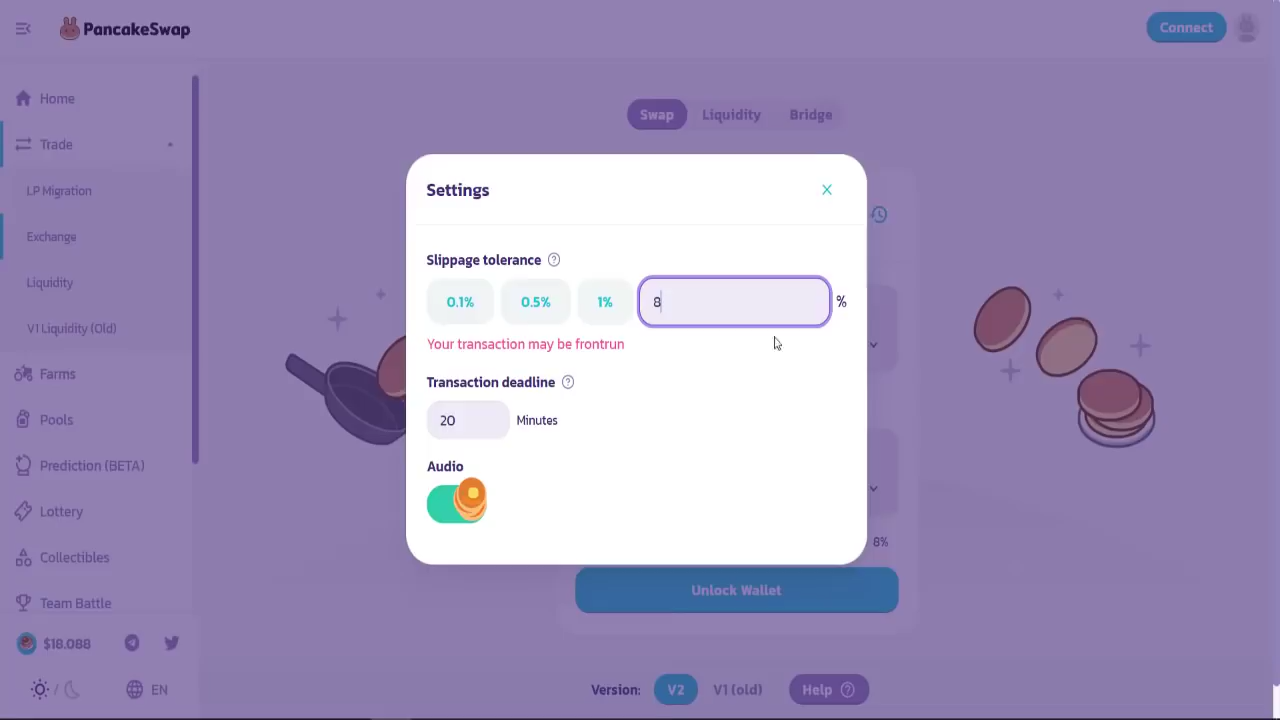 PancakeSwap
Connect
Home
Trade
LP Migration
Exchange
Liquidity
V1 Liquidity (Old)
Farms
Pools
Prediction (BETA)
Lottery
Collectibles
Team Battle
$18.088
EN
Swap Liquidity Bridge
Settings
Slippage tolerance ?
0.1% 0.5% 1% 8 %
Your transaction may be frontrun
Transaction deadline ?
20 Minutes
Audio
8%
Unlock Wallet
Version: V2 V1 (old) Help ?